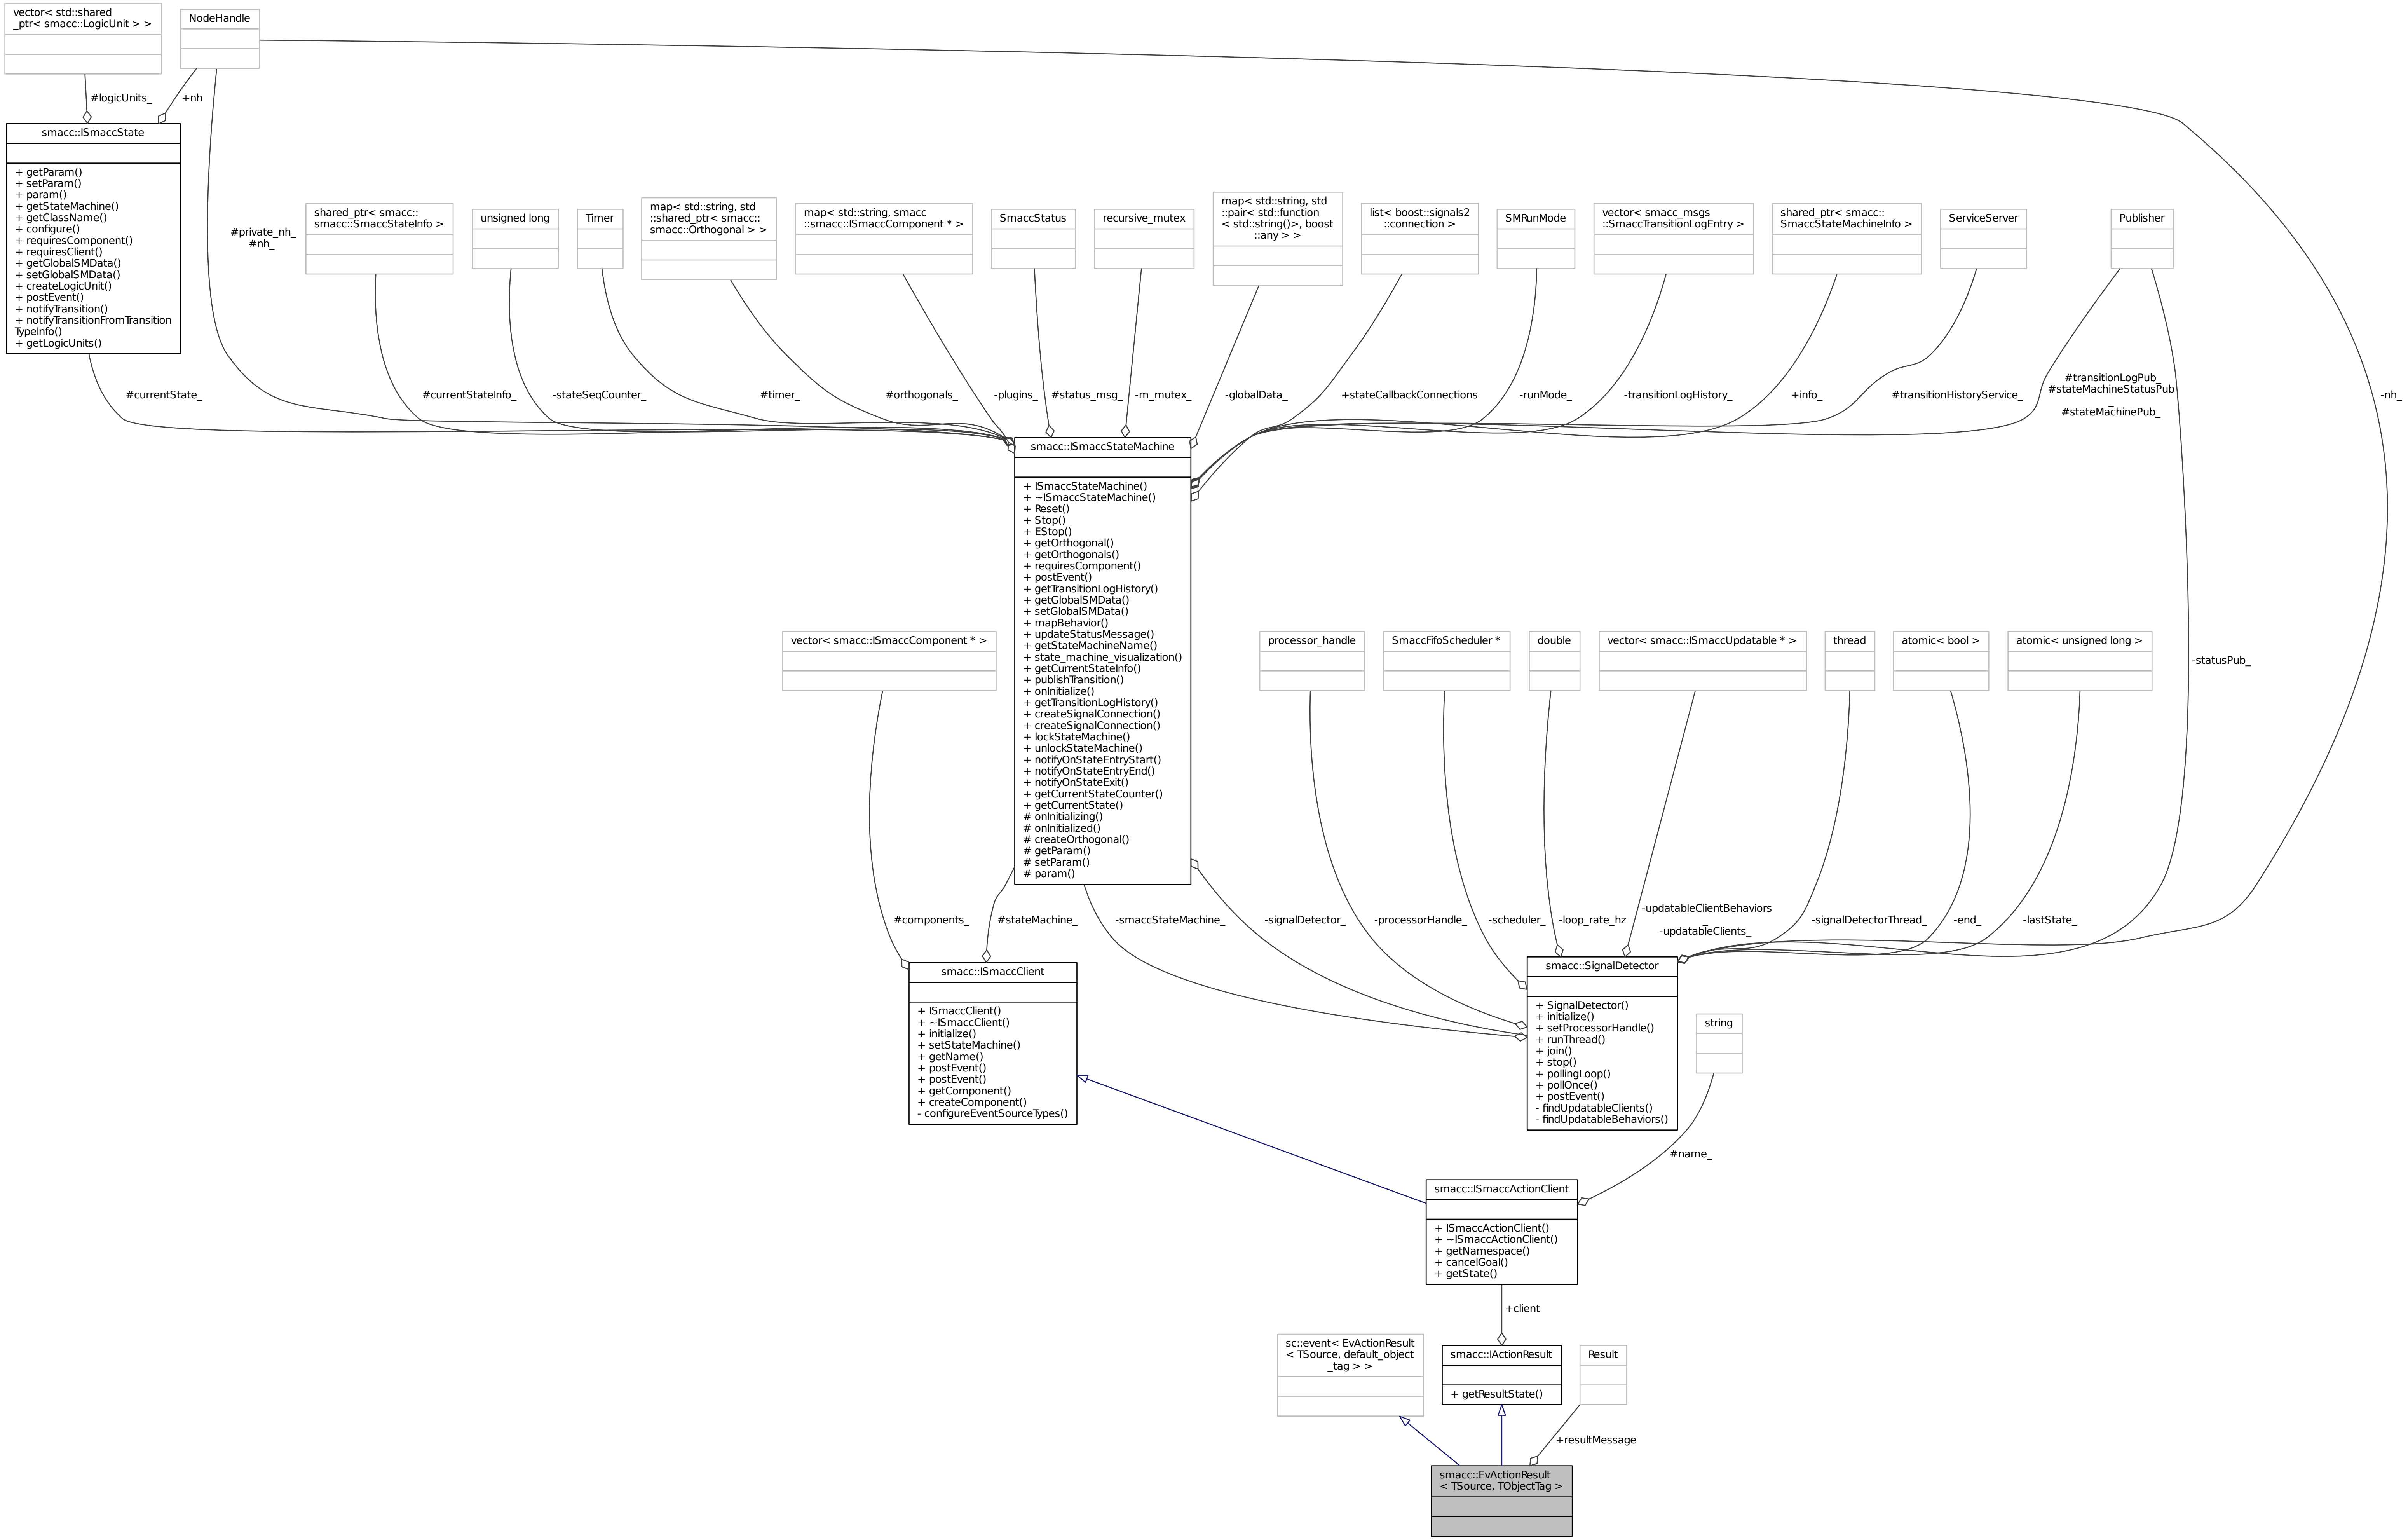 vector< std::shared
_ptr< smacc::LogicUnit > >
NodeHandle
#logicUnits_
+nh
smacc::ISmaccState
+ getParam()
+ setParam()
+ param()
+ getStateMachine()
+ getClassName()
+ configure()
+ requiresComponent()
+ requiresClient()
+ getGlobalSMData()
+ setGlobalSMData()
+ createLogicUnit()
+ postEvent()
+ notifyTransition()
+ notifyTransitionFromTransition
TypeInfo()
+ getLogicUnits()
#private_nh_
#nh_
shared_ptr< smacc::
smacc::SmaccStateInfo >
unsigned long
Timer
map< std::string, std
::shared_ptr< smacc::
smacc::Orthogonal > >
map< std::string, smacc
::smacc::ISmaccComponent * >
SmaccStatus
recursive_mutex
map< std::string, std
::pair< std::function
< std::string()>, boost
::any > >
list< boost::signals2
::connection >
SMRunMode
vector< smacc_msgs
::SmaccTransitionLogEntry >
shared_ptr< smacc::
SmaccStateMachineInfo >
ServiceServer
Publisher
#currentState_
#currentStateInfo_
-stateSeqCounter_
#timer_
#orthogonals_
-plugins_
#status_msg_
-m_mutex_
-globalData_
+stateCallbackConnections
-runMode_
-transitionLogHistory_
+info_
#transitionHistoryService_
#transitionLogPub_
#stateMachineStatusPub
_
#stateMachinePub_
-nh_
smacc::ISmaccStateMachine
+ ISmaccStateMachine()
+ ~ISmaccStateMachine()
+ Reset()
+ Stop()
+ EStop()
+ getOrthogonal()
+ getOrthogonals()
+ requiresComponent()
+ postEvent()
+ getTransitionLogHistory()
+ getGlobalSMData()
+ setGlobalSMData()
+ mapBehavior()
+ updateStatusMessage()
+ getStateMachineName()
+ state_machine_visualization()
+ getCurrentStateInfo()
+ publishTransition()
+ onInitialize()
+ getTransitionLogHistory()
+ createSignalConnection()
+ createSignalConnection()
+ lockStateMachine()
+ unlockStateMachine()
+ notifyOnStateEntryStart()
+ notifyOnStateEntryEnd()
+ notifyOnStateExit()
+ getCurrentStateCounter()
+ getCurrentState()
# onInitializing()
# onInitialized()
# createOrthogonal()
# getParam()
# setParam()
# param()
vector< smacc::ISmaccComponent * >
processor_handle
SmaccFifoScheduler *
double
vector< smacc::ISmaccUpdatable * >
thread
atomic< bool >
atomic< unsigned long >
-statusPub_
#components_
#stateMachine_
-smaccStateMachine_
-signalDetector_
-processorHandle_
-scheduler_
-loop_rate_hz
-updatableClientBehaviors
_
-updatableClients_
-signalDetectorThread_
-end_
-lastState_
smacc::ISmaccClient
+ ISmaccClient()
+ ~ISmaccClient()
+ initialize()
+ setStateMachine()
+ getName()
+ postEvent()
+ postEvent()
+ getComponent()
+ createComponent()
- configureEventSourceTypes()
smacc::SignalDetector
+ SignalDetector()
+ initialize()
+ setProcessorHandle()
+ runThread()
+ join()
+ stop()
+ pollingLoop()
+ pollOnce()
+ postEvent()
- findUpdatableClients()
- findUpdatableBehaviors()
string
#name_
smacc::ISmaccActionClient
+ ISmaccActionClient()
+ ~ISmaccActionClient()
+ getNamespace()
+ cancelGoal()
+ getState()
+client
sc::event< EvActionResult
< TSource, default_object
_tag > >
smacc::IActionResult
+ getResultState()
Result
+resultMessage
smacc::EvActionResult
< TSource, TObjectTag >